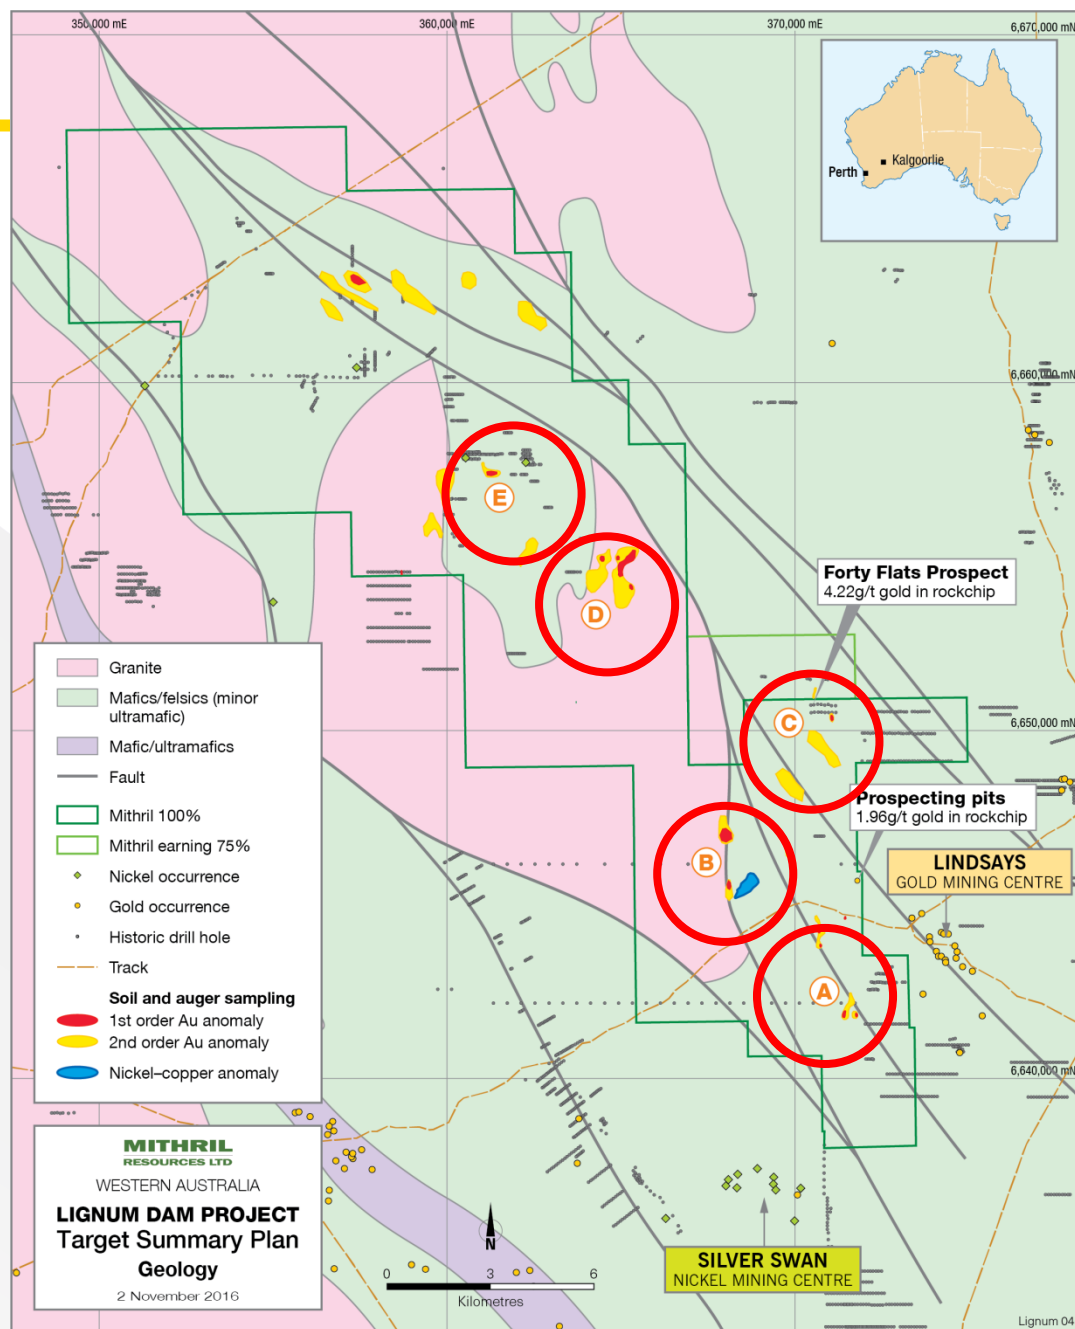 350,000 mE
360,000 mE
370,000 mE
6,670,000 mN
Kalgoorlie
Perth
6,660,000 mN
E
D
Forty Flats Prospect
4.22g/t gold in rockchip
C
6,650,000 mN
Prospecting pits
1.96g/t gold in rockchip
B
LINDSAYS
GOLD MINING CENTRE
A
6,640,000 mN
Granite
Mafics/felsics (minor
ultramafic)
Mafic/ultramafics
Fault
Mithril 100%
Mithril earning 75%
Nickel occurrence
Gold occurrence
Historic drill hole
Track
Soil and auger sampling
1st order Au anomaly
2nd order Au anomaly
Nickel–copper anomaly
MITHRIL
RESOURCES LTD
WESTERN AUSTRALIA
LIGNUM DAM PROJECT
Target Summary Plan
Geology
2 November 2016
N
0 3 6
Kilometres
SILVER SWAN
NICKEL MINING CENTRE
Lignum 04